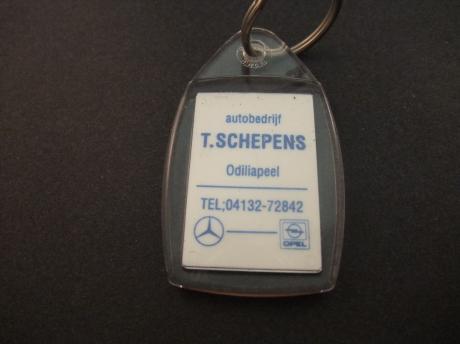 autobedrijf
T.SCHEPENS
Odiliapeel
TEL;04132-72842
OPEL